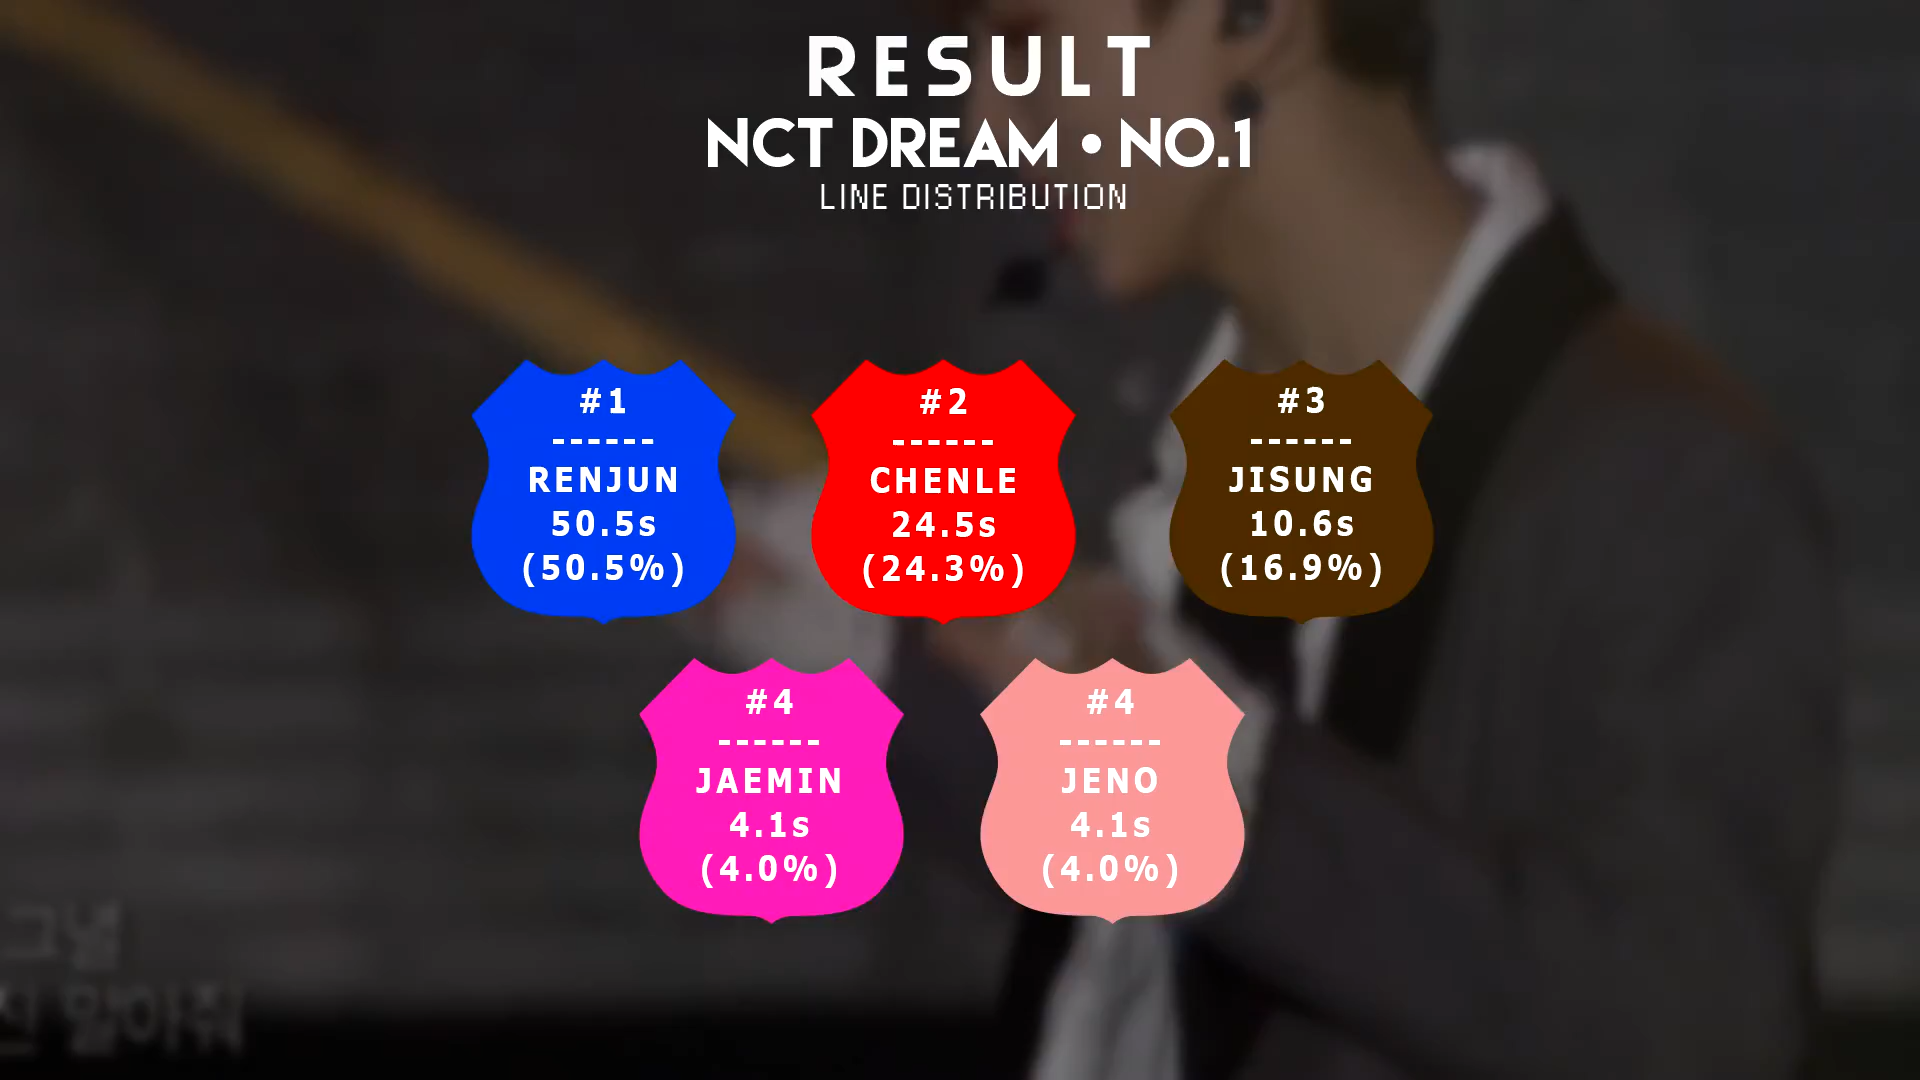 RESULT
NCT DREAM • NO.1
LINE DISTRIBUTION
#1
------
RENJUN
50.5s
(50.5%)
#2
------
CHENLE
24.5s
(24.3%)
#3
------
JISUNG
10.6s
(16.9%)
#4
------
JAEMIN
4.1s
(4.0%)
#4
------
JENO
4.1s
(4.0%)